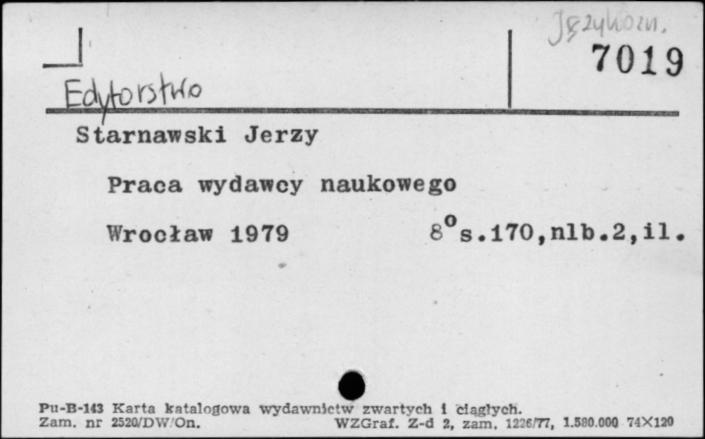 Językozn.
7019
Edytorstwo
Starnawski Jerzy
Praca wydawcy naukowego
Wrocław 1979 8° s.170,nlb.2,il.
Pu-B-143 Karta katalogowa wydawnictw zwartych i ciągłych.
Zam. nr 2520/DW/On. WZGraf. Z-d 2, zam. 1226/77, 1.580.000 74X120